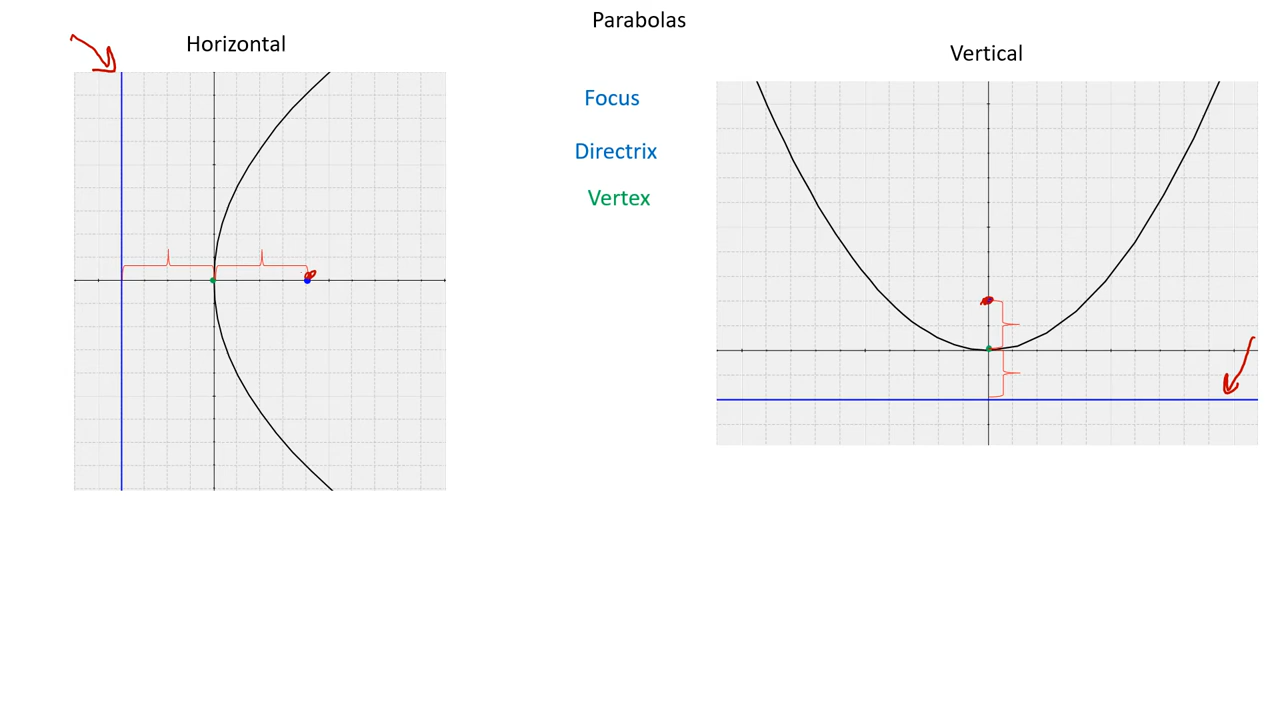 Parabolas
Horizontal
Vertical
Focus
Directrix
Vertex